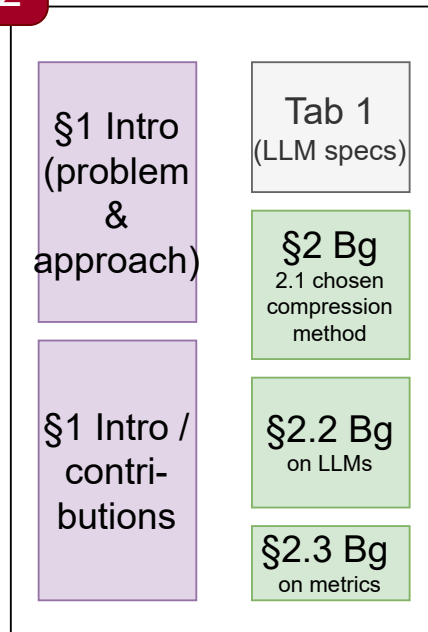 2
§1 Intro
(problem
&
approach)
§1 Intro /
contri-
butions
Tab 1
(LLM specs)
§2 Bg
2.1 chosen
compression
method
§2.2 Bg
on LLMs
§2.3 Bg
on metrics